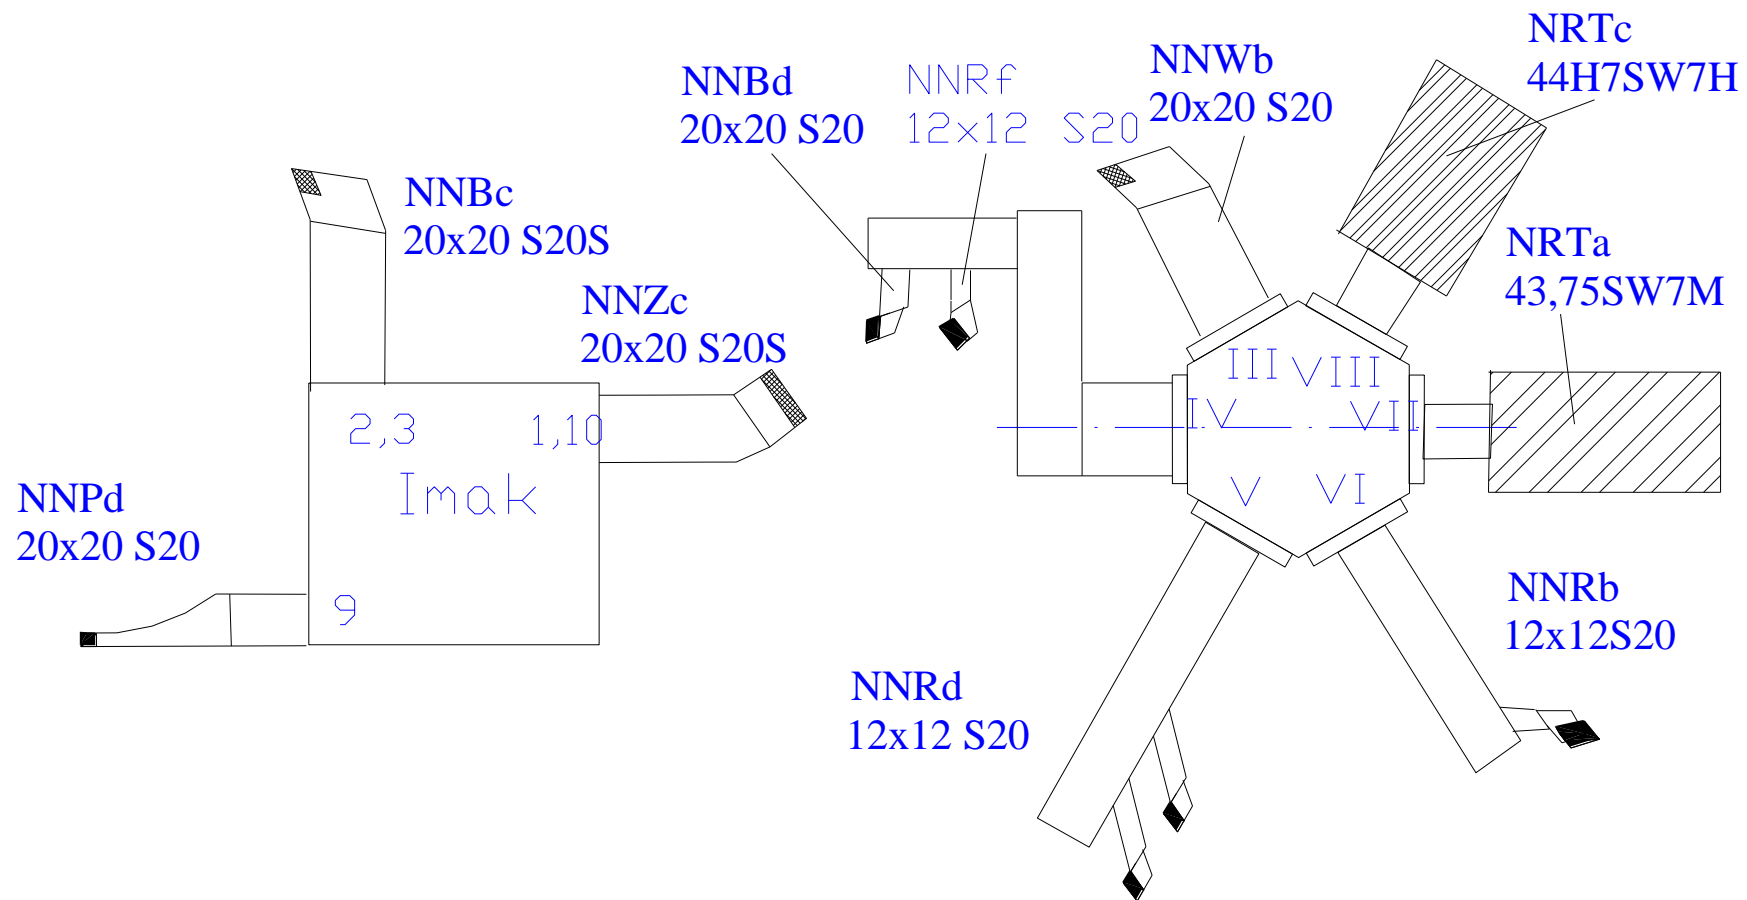 NRTc
44H7SW7H
NNWb
20x20 S20
NNRf
12x12 S20
NNBd
20x20 S20
NNBc
20x20 S20S
NRTa
43,75SW7M
NNZc
20x20 S20S
III
VIII
IV
VII
2,3
1,10
Imak
V
VI
NNPd
20x20 S20
9
NNRb
12x12S20
NNRd
12x12 S20